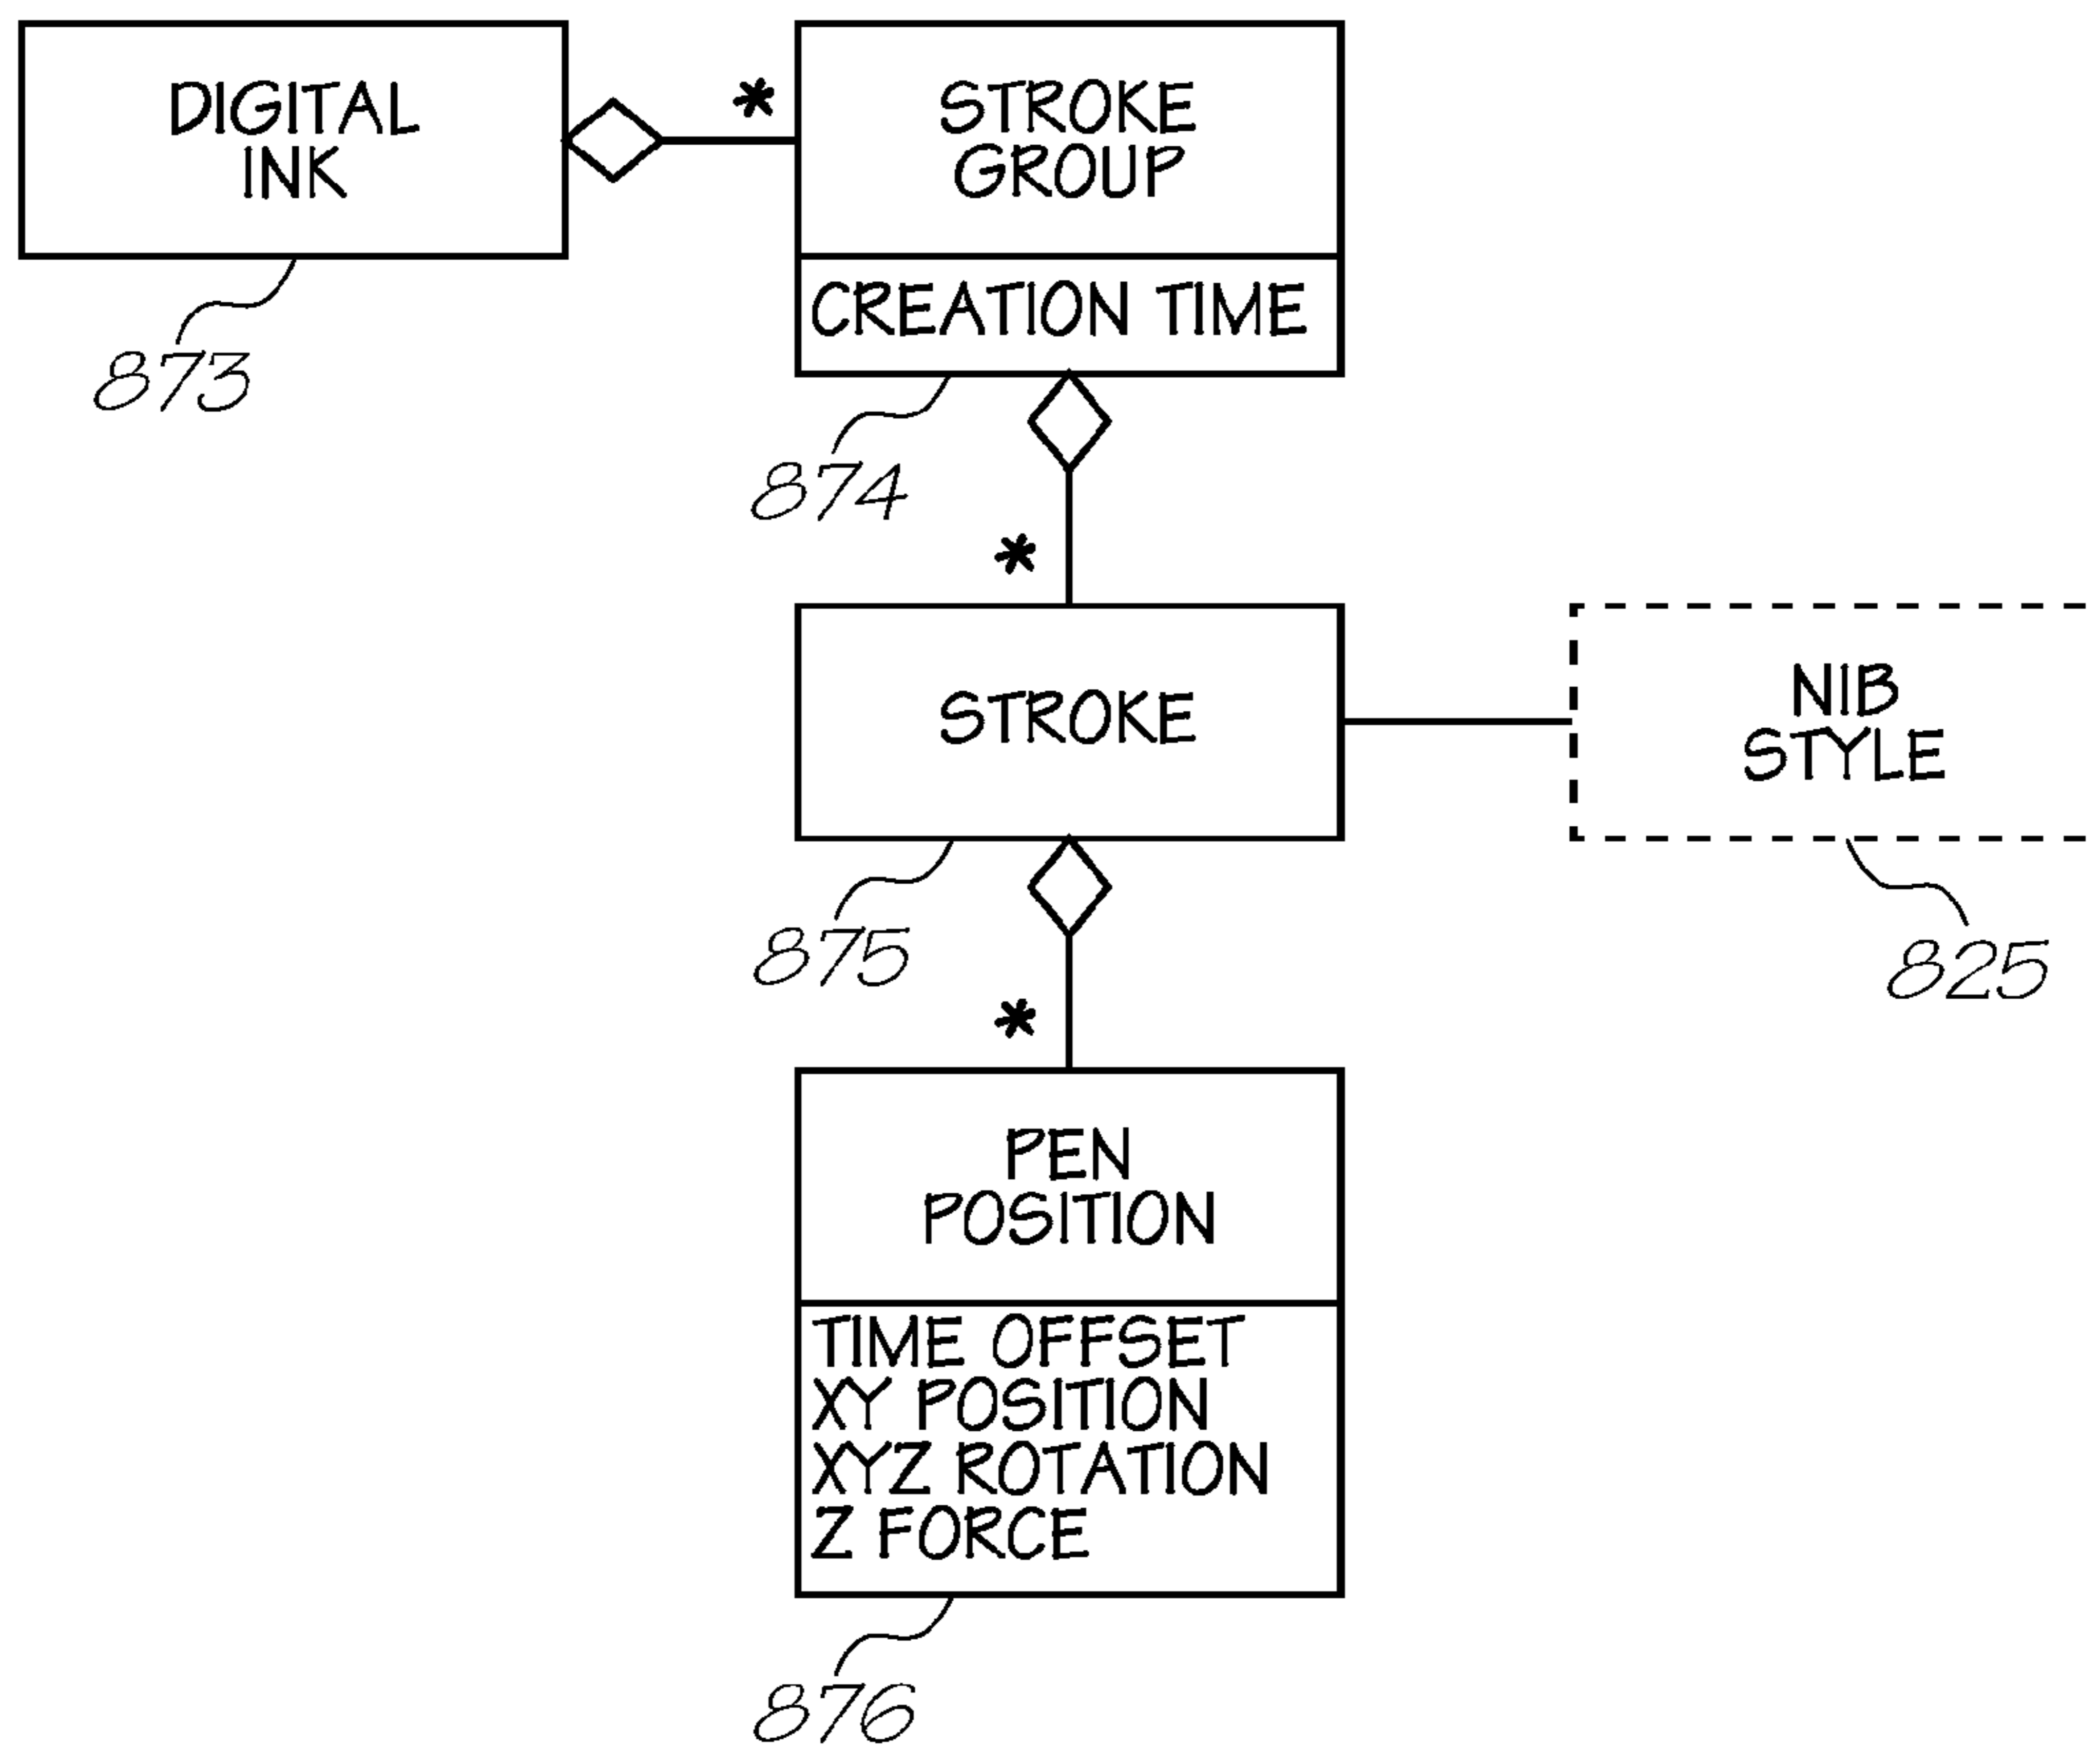 DIGITAL
INK
*
STROKE
GROUP
CREATION TIME
873
874
*
STROKE
NIB
STYLE
875
825
*
PEN
POSITION
TIME OFFSET
XY POSITION
XYZ ROTATION
Z FORCE
876